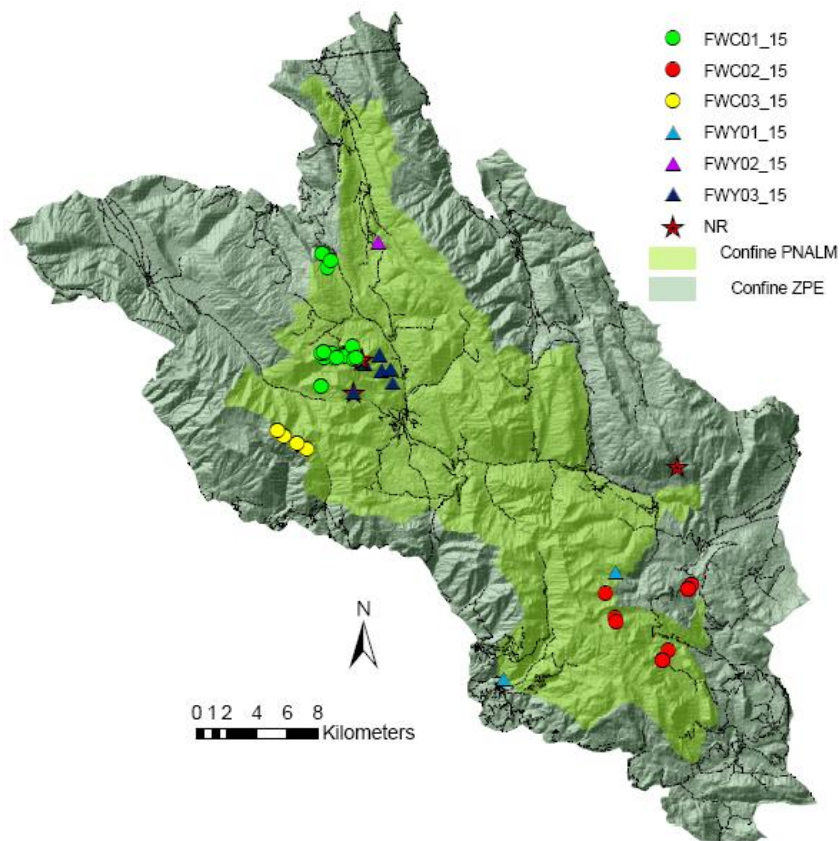 FWC01_15
FWC02_15
FWC03_15
FWY01_15
FWY02_15
FWY03_15
NR
Confine PNALM
Confine ZPE
N
0 1 2 4 6 8
Kilometers